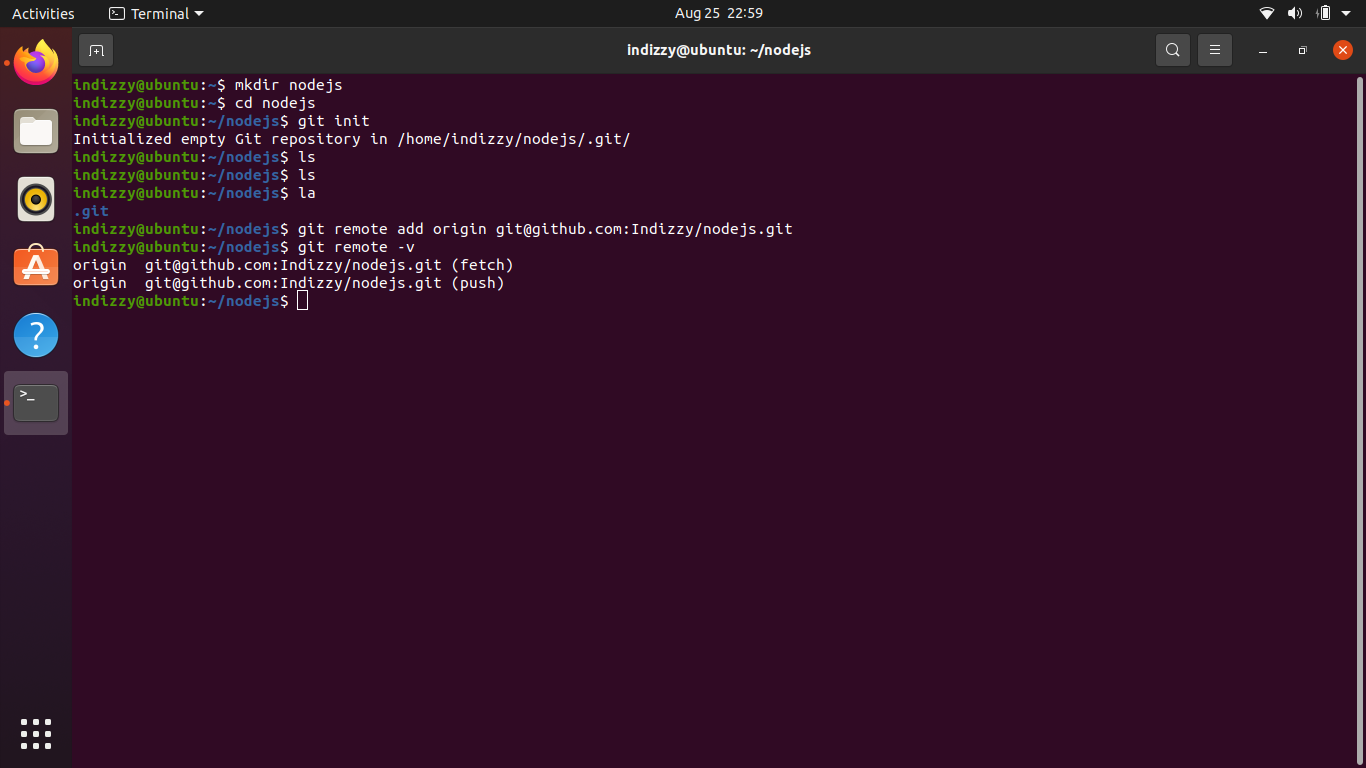 Activities
Terminal
Aug 25 22:59
indizzy@ubuntu: ~/nodejs
indizzy@ubuntu:~$ mkdir nodejs
indizzy@ubuntu:~$ cd nodejs
indizzy@ubuntu:~/nodejs$ git init
Initialized empty Git repository in /home/indizzy/nodejs/.git/
indizzy@ubuntu:~/nodejs$ ls
indizzy@ubuntu:~/nodejs$ ls
indizzy@ubuntu:~/nodejs$ la
.git
indizzy@ubuntu:~/nodejs$ git remote add origin git@github.com:Indizzy/nodejs.git
indizzy@ubuntu:~/nodejs$ git remote -v
origin  git@github.com:Indizzy/nodejs.git (fetch)
origin  git@github.com:Indizzy/nodejs.git (push)
indizzy@ubuntu:~/nodejs$